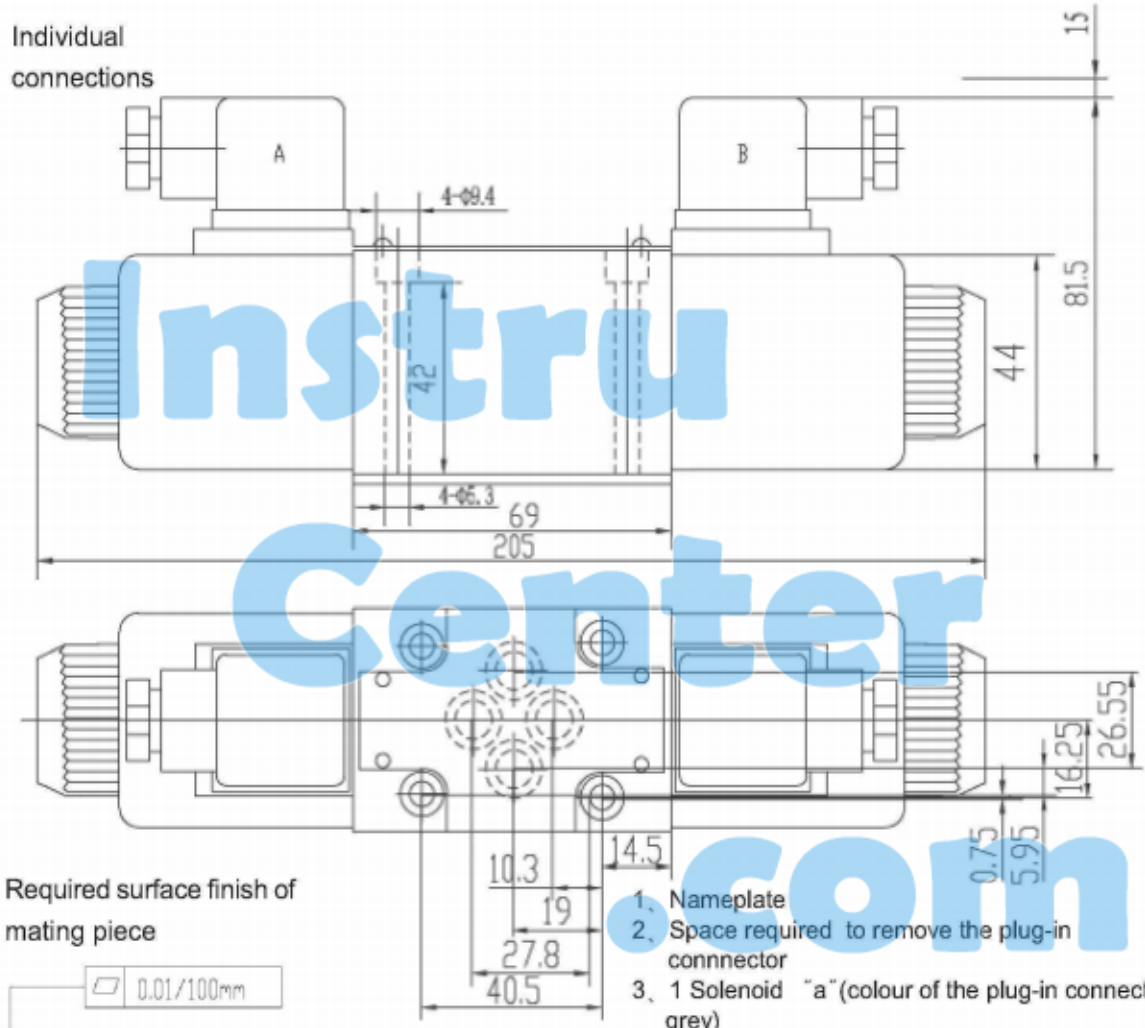 Individual
connections
15
A
B
4-Φ9.4
81.5
44
42
4-Φ5.3
69
205
26.55
16.25
0.75
5.95
14.5
10.3
19
27.8
40.5
Required surface finish of
mating piece
0.01/100mm
1、 Nameplate
2、 Space required to remove the plug-in
connnector
3、 1 Solenoid "a"(colour of the plug-in connect
grey)
Instru
Center
.com